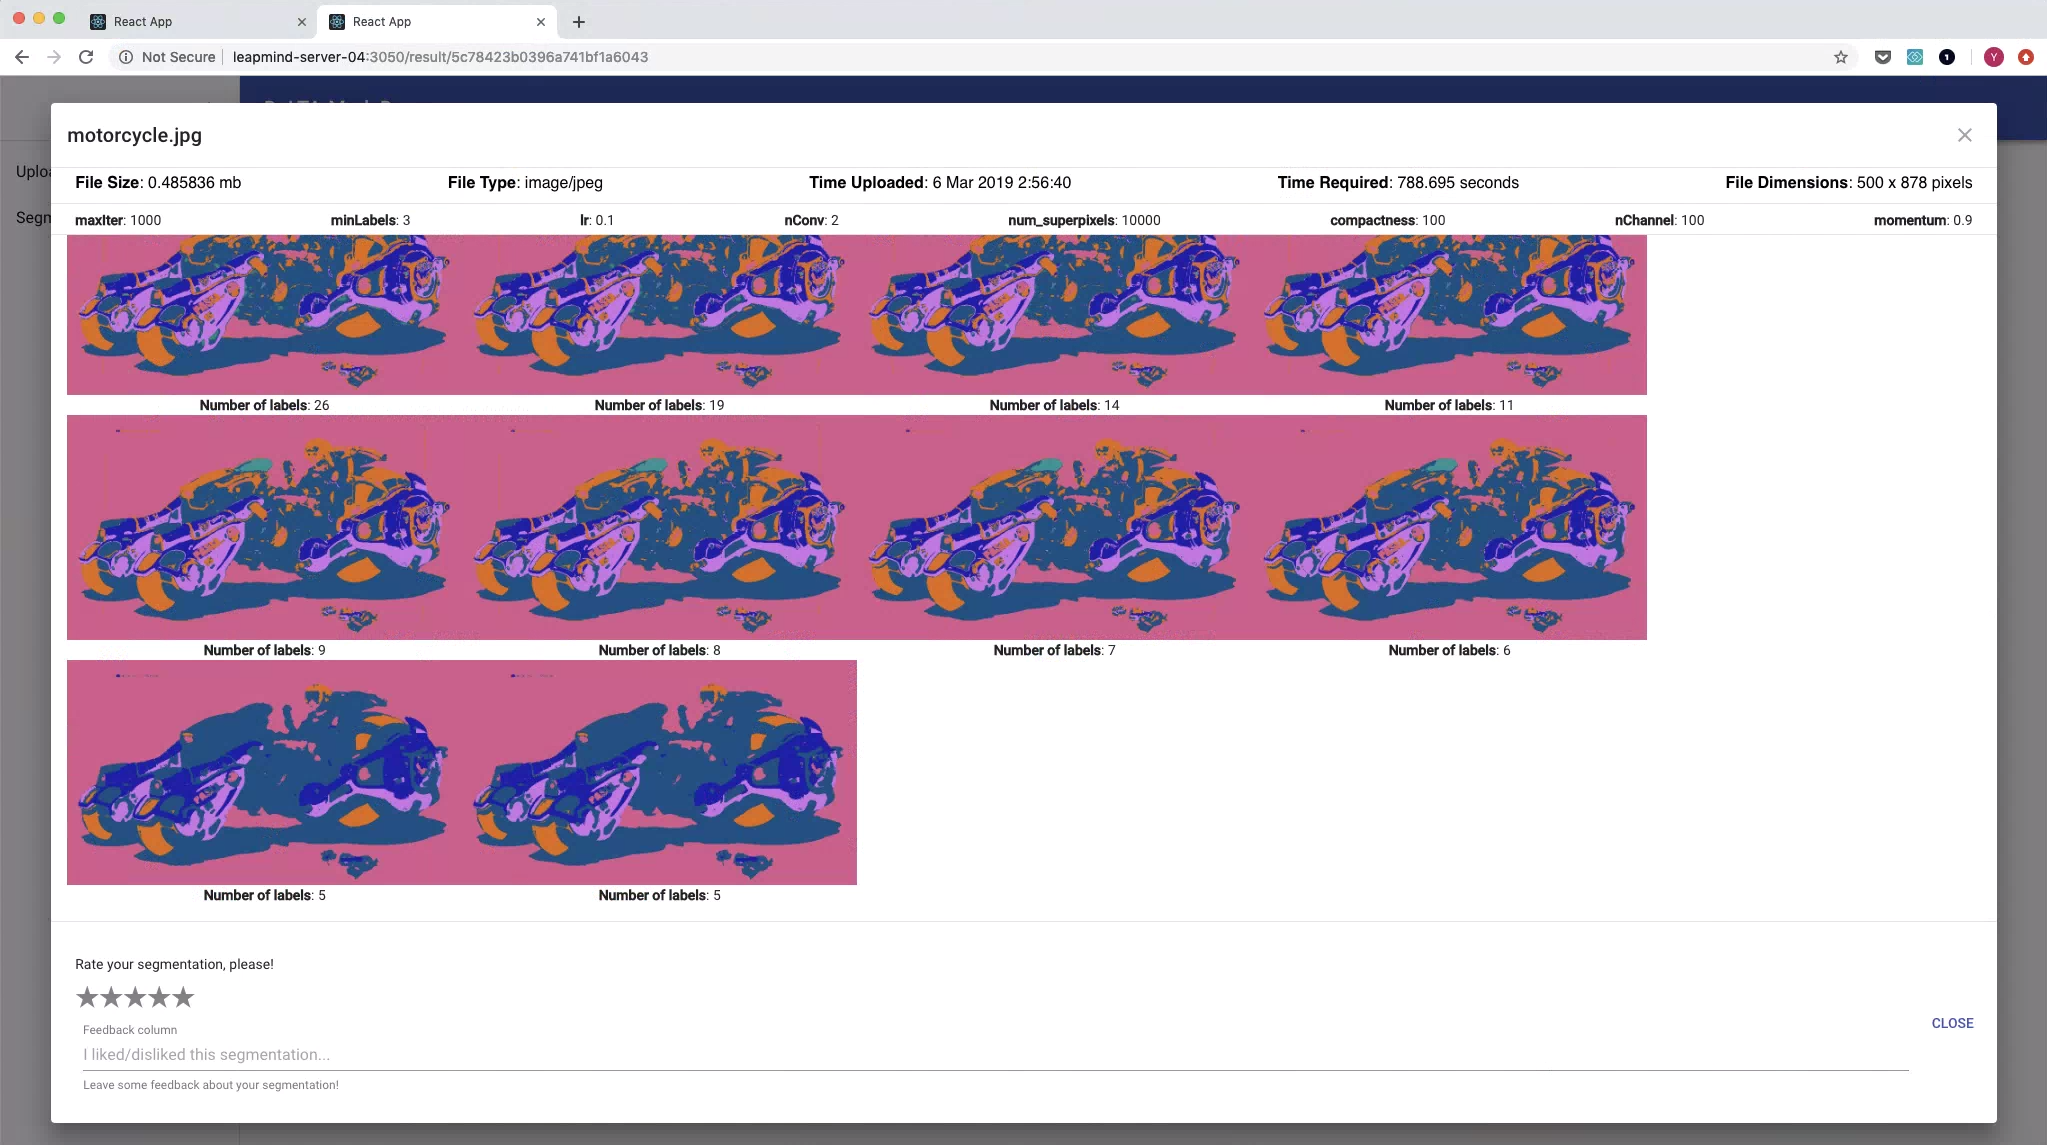 React App
React App
Not Secure
leapmind-server-04:3050/result/5c78423b0396a741bf1a6043
motorcycle.jpg
File Size: 0.485836 mb
File Type: image/jpeg
Time Uploaded: 6 Mar 2019 2:56:40
Time Required: 788.695 seconds
File Dimensions: 500 x 878 pixels
maxIter: 1000
minLabels: 3
lr: 0.1
nConv: 2
num_superpixels: 10000
compactness: 100
nChannel: 100
momentum: 0.9
Number of labels: 26
Number of labels: 19
Number of labels: 14
Number of labels: 11
Number of labels: 9
Number of labels: 8
Number of labels: 7
Number of labels: 6
Number of labels: 5
Number of labels: 5
Rate your segmentation, please!
Feedback column
I liked/disliked this segmentation...
Leave some feedback about your segmentation!
CLOSE